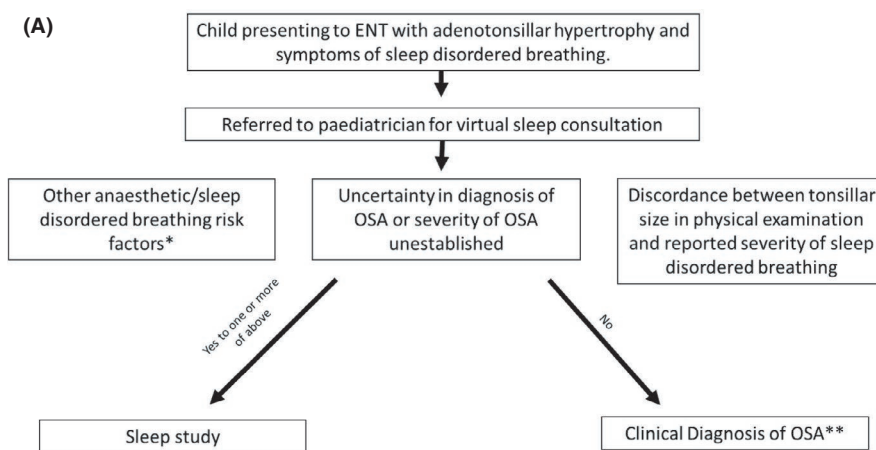 (A)
Child presenting to ENT with adenotonsillar hypertrophy and
symptoms of sleep disordered breathing.
Referred to paediatrician for virtual sleep consultation
Other anaesthetic/sleep
disordered breathing risk
factors*
Uncertainty in diagnosis of
OSA or severity of OSA
unestablished
Discordance between tonsillar
size in physical examination
and reported severity of sleep
disordered breathing
Yes to one or more
of above
No
Sleep study
Clinical Diagnosis of OSA**